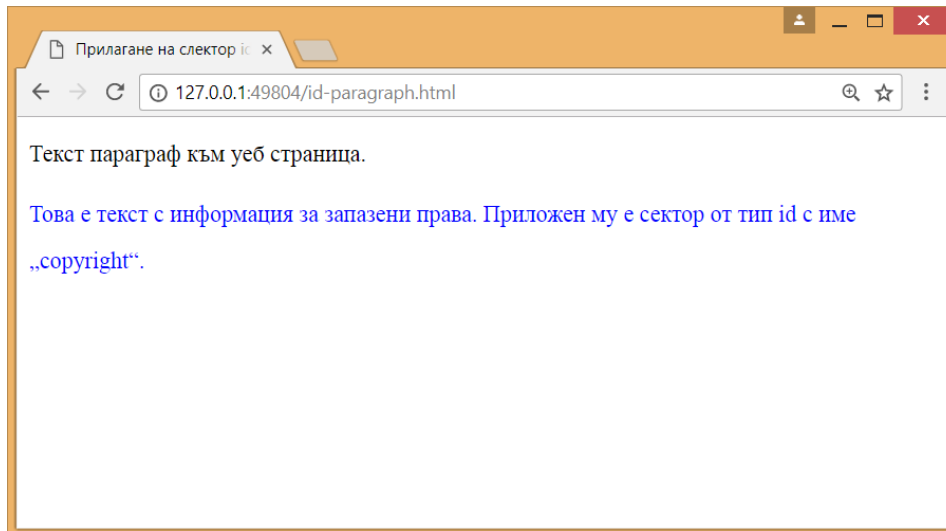 Прилагане на слектор ic
127.0.0.1:49804/id-paragraph.html
Текст параграф към уеб страница.
Това е текст с информация за запазени права. Приложен му е сектор от тип id с име
„copyright“.